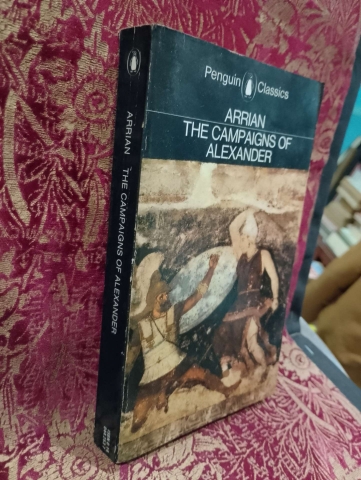 Penguin Classics
ARRIAN
THE CAMPAIGNS OF
ALEXANDER
ARRIAN THE CAMPAIGNS OF ALEXANDER